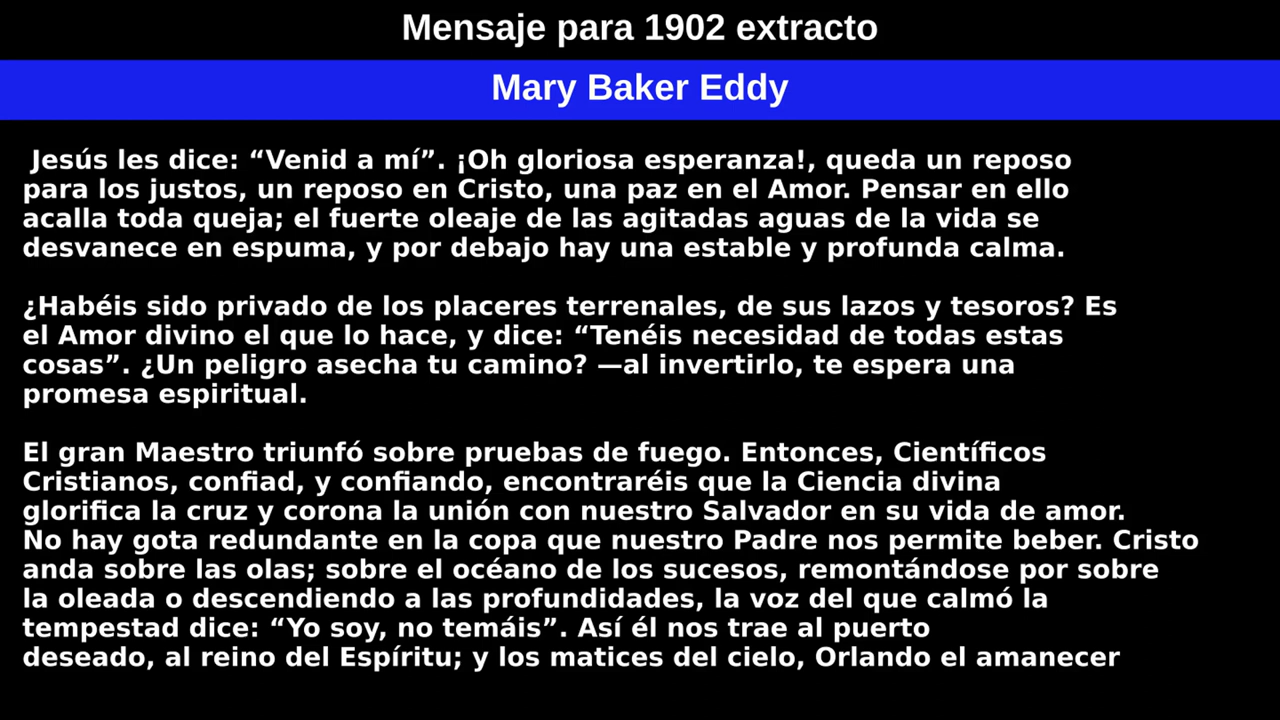 Mensaje para 1902 extracto
Mary Baker Eddy
Jesús les dice: “Venid a mí”. ¡Oh gloriosa esperanza!, queda un reposo
para los justos, un reposo en Cristo, una paz en el Amor. Pensar en ello
acalla toda queja; el fuerte oleaje de las agitadas aguas de la vida se
desvanece en espuma, y por debajo hay una estable y profunda calma.
¿Habéis sido privado de los placeres terrenales, de sus lazos y tesoros? Es
el Amor divino el que lo hace, y dice: “Tenéis necesidad de todas estas
cosas”. ¿Un peligro asecha tu camino? —al invertirlo, te espera una
promesa espiritual.
El gran Maestro triunfó sobre pruebas de fuego. Entonces, Científicos
Cristianos, confiad, y confiando, encontraréis que la Ciencia divina
glorifica la cruz y corona la unión con nuestro Salvador en su vida de amor.
No hay gota redundante en la copa que nuestro Padre nos permite beber. Cristo
anda sobre las olas; sobre el océano de los sucesos, remontándose por sobre
la oleada o descendiendo a las profundidades, la voz del que calmó la
tempestad dice: “Yo soy, no temáis”. Así él nos trae al puerto
deseado, al reino del Espíritu; y los matices del cielo, Orlando el amanecer